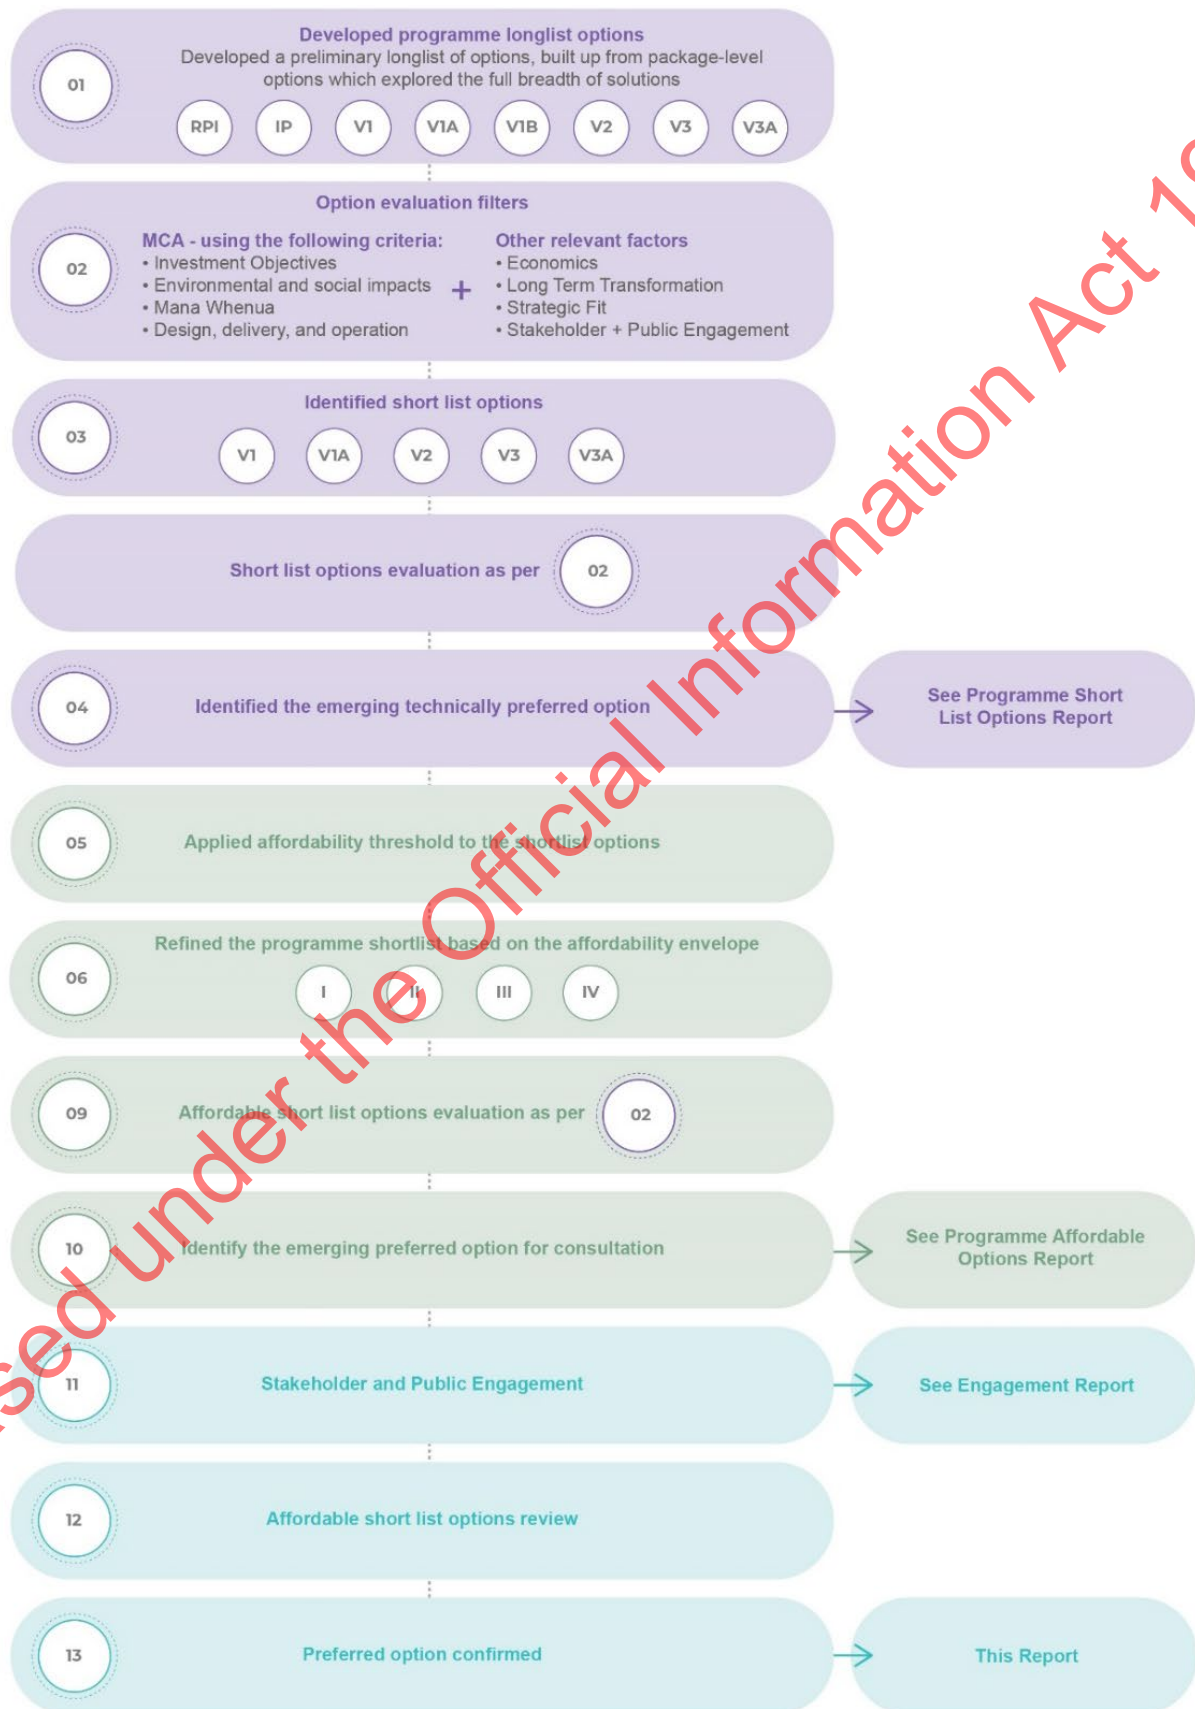 Developed programme longlist options
Developed a preliminary longlist of options, built up from package-level
options which explored the full breadth of solutions
01
RPI IP V1 V1A V1B V2 V3 V3A
Option evaluation filters
02
MCA - using the following criteria:
• Investment Objectives
• Environmental and social impacts
• Mana Whenua
• Design, delivery, and operation
+
Other relevant factors
• Economics
• Long Term Transformation
• Strategic Fit
• Stakeholder + Public Engagement
03
Identified short list options
V1 V1A V2 V3 V3A
Short list options evaluation as per 02
04
Identified the emerging technically preferred option
See Programme Short
List Options Report
05
Applied affordability threshold to the shortlist options
06
Refined the programme shortlist based on the affordability envelope
I II III IV
09
Affordable short list options evaluation as per 02
10
Identify the emerging preferred option for consultation
See Programme Affordable
Options Report
11
Stakeholder and Public Engagement
See Engagement Report
12
Affordable short list options review
13
Preferred option confirmed
This Report
under the Official Information Act